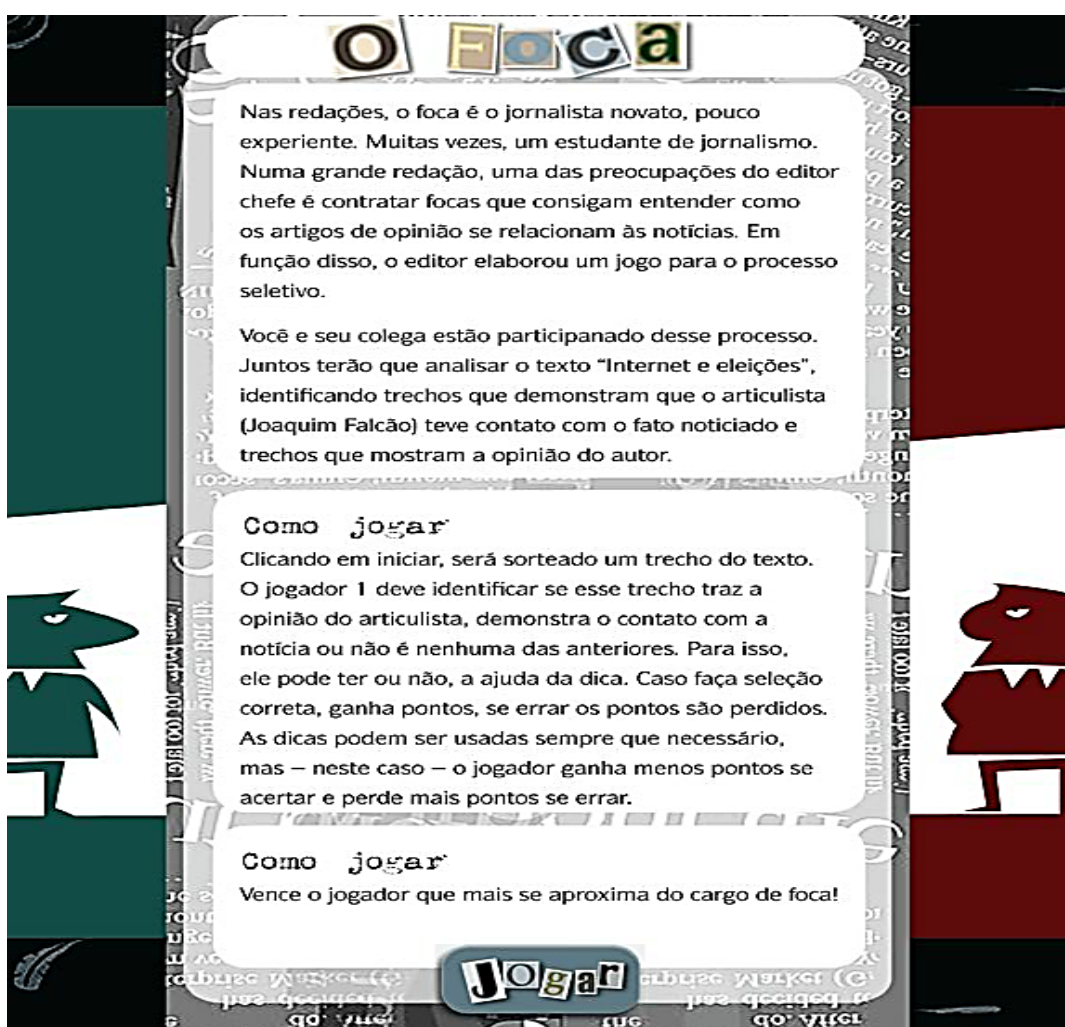 O FOCa
Nas redações, o foca é o jornalista novato, pouco
experiente. Muitas vezes, um estudante de jornalismo.
Numa grande redação, uma das preocupações do editor
chefe é contratar focas que consigam entender como
os artigos de opinião se relacionam às notícias. Em
função disso, o editor elaborou um jogo para o processo
seletivo.
Você e seu colega estão participanado desse processo.
Juntos terão que analisar o texto “Internet e eleições”,
identificando trechos que demonstram que o articulista
(Joaquim Falcão) teve contato com o fato noticiado e
trechos que mostram a opinião do autor.
Como jogar
Clicando em iniciar, será sorteado um trecho do texto.
O jogador 1 deve identificar se esse trecho traz a
opinião do articulista, demonstra o contato com a
notícia ou não é nenhuma das anteriores. Para isso,
ele pode ter ou não, a ajuda da dica. Caso faça seleção
correta, ganha pontos, se errar os pontos são perdidos.
As dicas podem ser usadas sempre que necessário,
mas – neste caso – o jogador ganha menos pontos se
acertar e perde mais pontos se errar.
Como jogar
Vence o jogador que mais se aproxima do cargo de foca!
Jogar